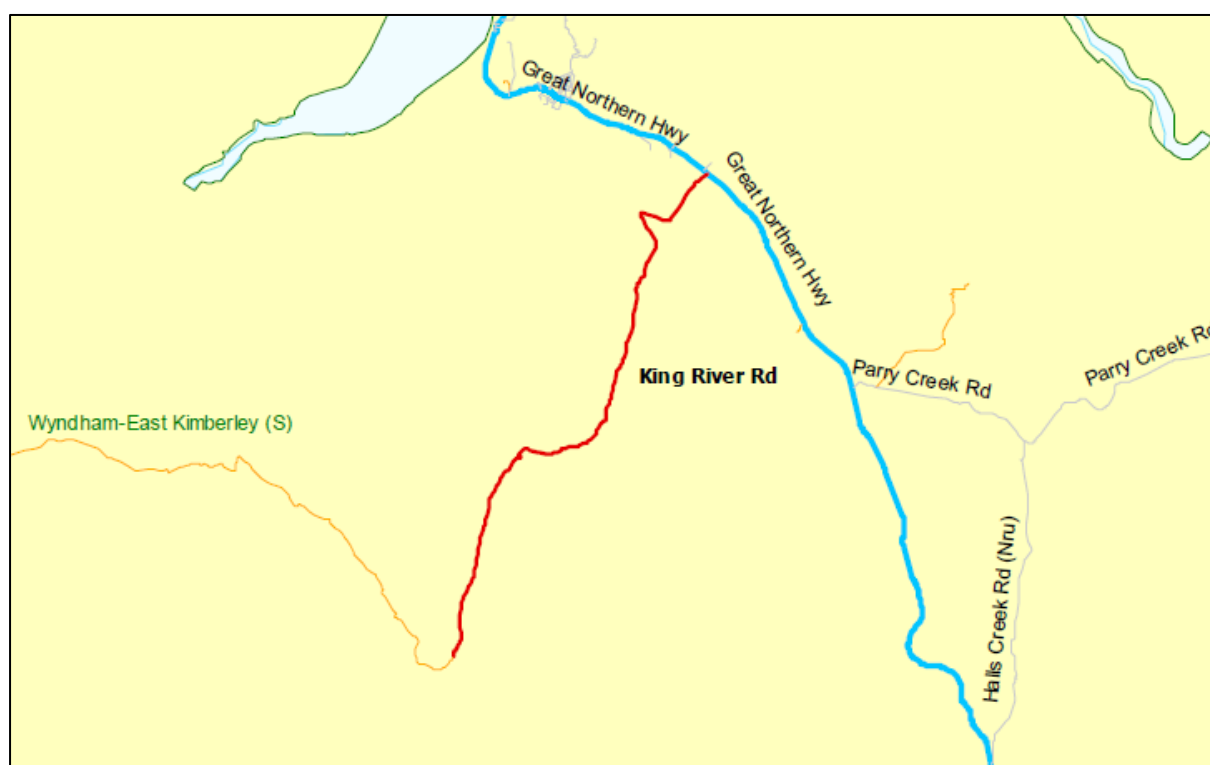 Great Northern Hwy
Great Northern Hwy
King River Rd
Parry Creek Rd
Parry Creek Rd
Wyndham-East Kimberley (S)
Halls Creek Rd (Nru)